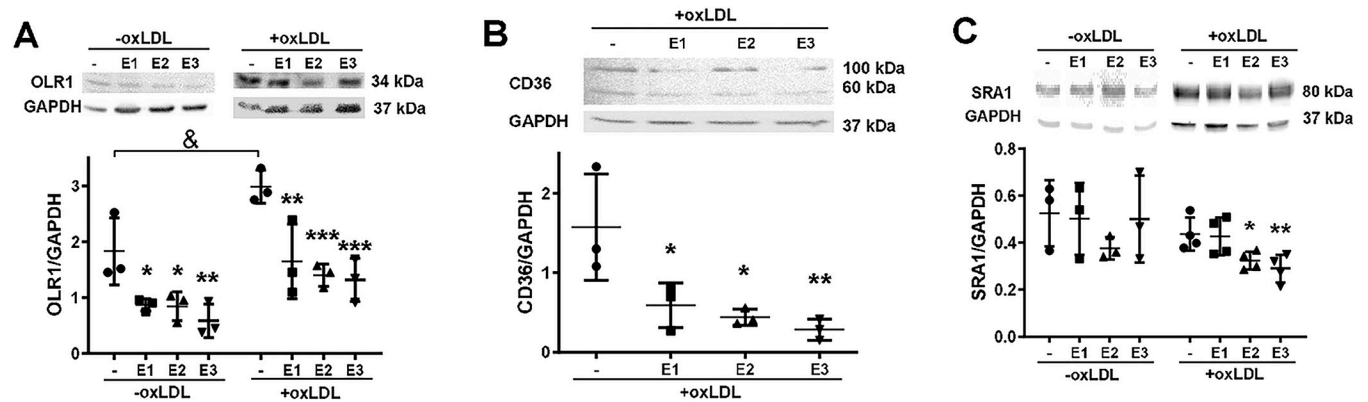 A
-oxLDL +oxLDL
- E1 E2 E3 - E1 E2 E3
OLR1 34 kDa
GAPDH 37 kDa
&
OLR1/GAPDH
3
2
1
0
* * ** ** *** ***
- E1 E2 E3 - E1 E2 E3
-oxLDL +oxLDL
B
+oxLDL
- E1 E2 E3
CD36 100 kDa
60 kDa
GAPDH 37 kDa
CD36/GAPDH
2
1
0
* * **
- E1 E2 E3
+oxLDL
C
-oxLDL +oxLDL
- E1 E2 E3 - E1 E2 E3
SRA1 80 kDa
GAPDH 37 kDa
SRA1/GAPDH
0.8
0.6
0.4
0.2
0.0
* **
- E1 E2 E3 - E1 E2 E3
-oxLDL +oxLDL